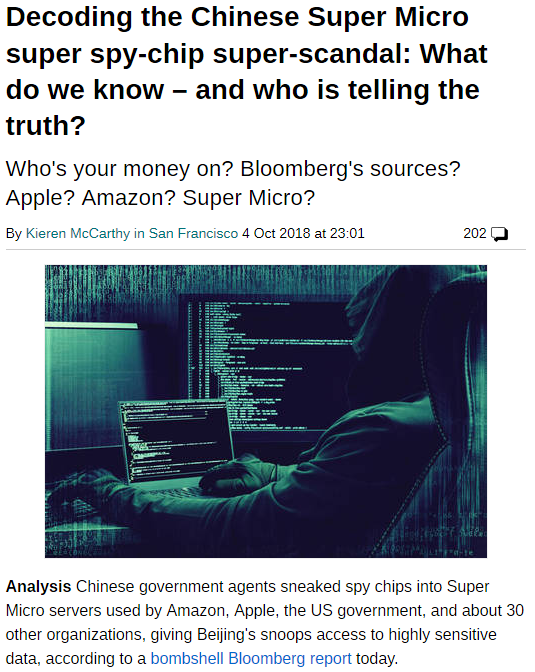 Decoding the Chinese Super Micro
super spy-chip super-scandal: What
do we know – and who is telling the
truth?
Who's your money on? Bloomberg's sources?
Apple? Amazon? Super Micro?
By Kieren McCarthy in San Francisco 4 Oct 2018 at 23:01 202
Analysis Chinese government agents sneaked spy chips into Super
Micro servers used by Amazon, Apple, the US government, and about 30
other organizations, giving Beijing's snoops access to highly sensitive
data, according to a bombshell Bloomberg report today.